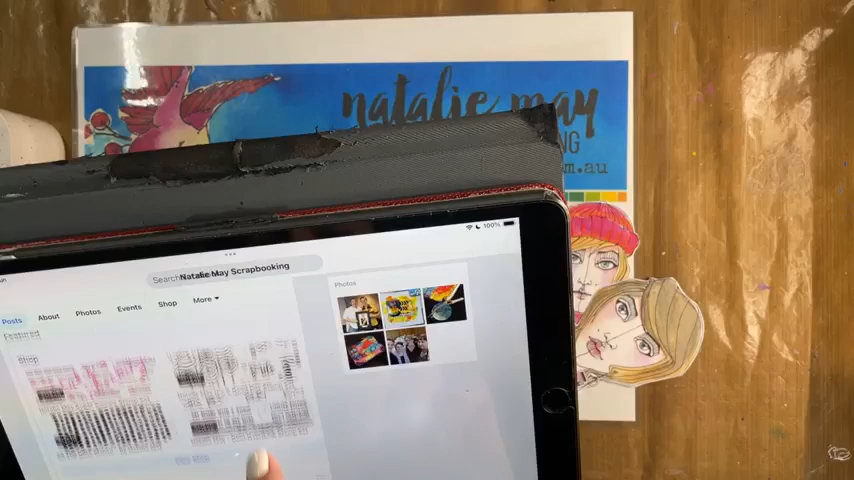 natalie may
NG
m.au
100%
Search
Natalie May Scrapbooking
Posts
About
Photos
Events
Shop
More
Featured
Shop
Photos